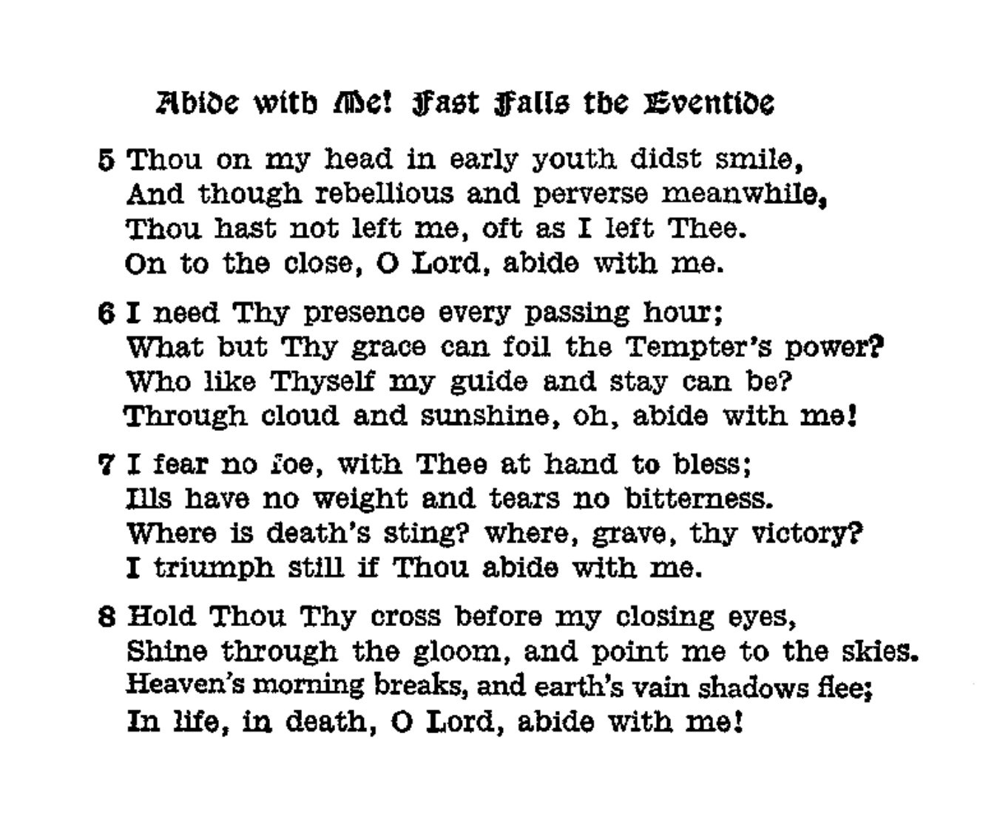 Abide with Me! Fast Falls the Eventide
5 Thou on my head in early youth didst smile,
And though rebellious and perverse meanwhile,
Thou hast not left me, oft as I left Thee.
On to the close, O Lord, abide with me.
6 I need Thy presence every passing hour;
What but Thy grace can foil the Tempter's power?
Who like Thyself my guide and stay can be?
Through cloud and sunshine, oh, abide with me!
7 I fear no foe, with Thee at hand to bless;
Ills have no weight and tears no bitterness.
Where is death's sting? where, grave, thy victory?
I triumph still if Thou abide with me.
8 Hold Thou Thy cross before my closing eyes,
Shine through the gloom, and point me to the skies.
Heaven's morning breaks, and earth's vain shadows flee;
In life, in death, O Lord, abide with me!